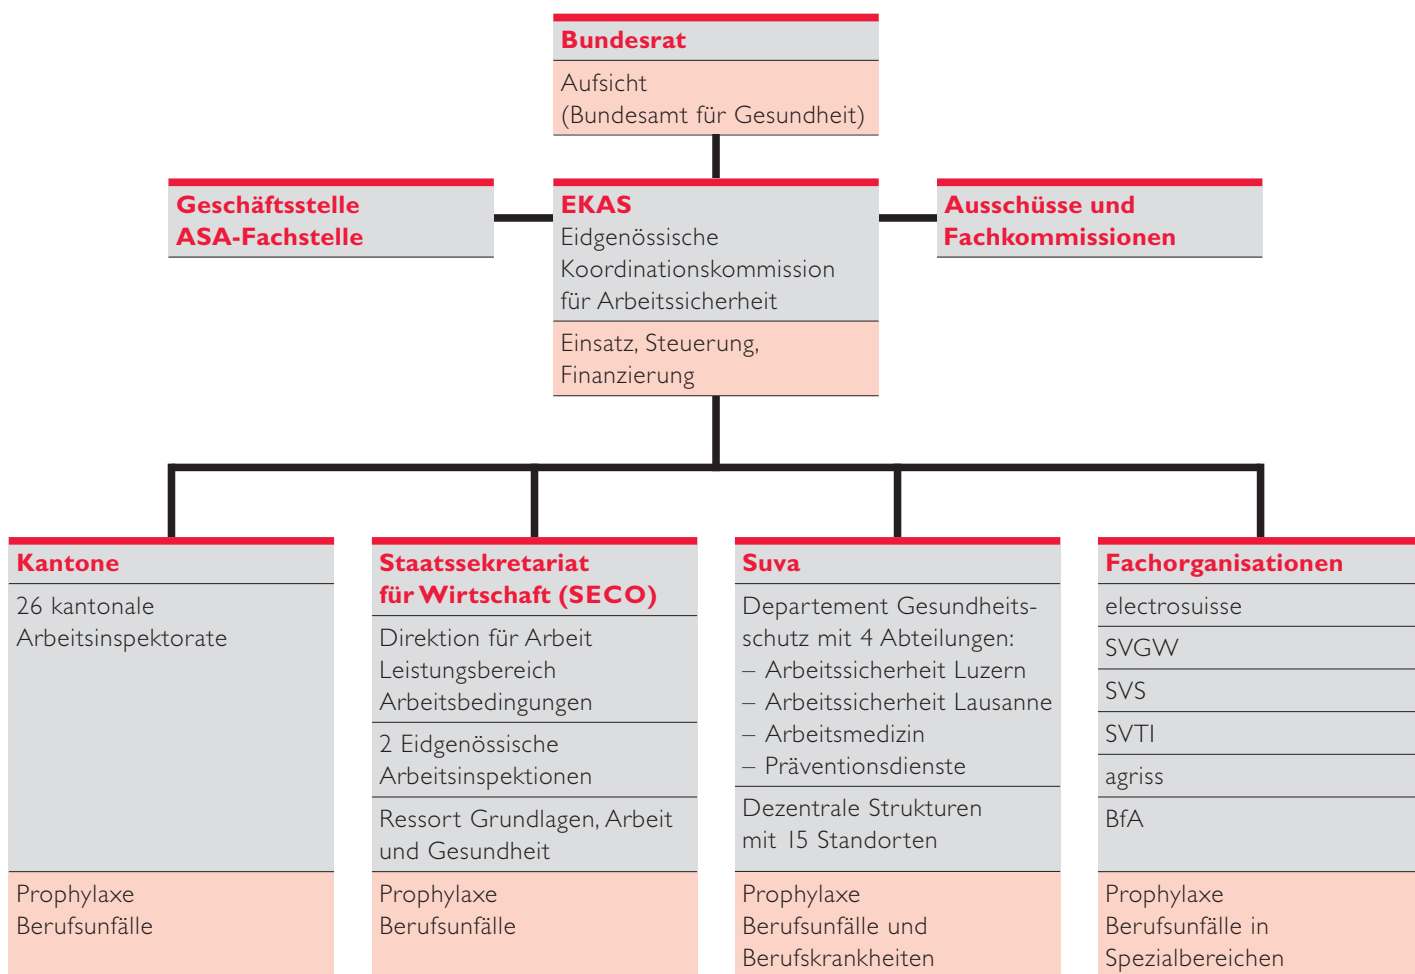 Bundesrat
Aufsicht
(Bundesamt für Gesundheit)
Geschäftsstelle
ASA-Fachstelle
EKAS
Eidgenössische
Koordinationskommission
für Arbeitssicherheit
Einsatz, Steuerung,
Finanzierung
Ausschüsse und
Fachkommissionen
Kantone
26 kantonale
Arbeitsinspektorate
Prophylaxe
Berufsunfälle
Staatssekretariat
für Wirtschaft (SECO)
Direktion für Arbeit
Leistungsbereich
Arbeitsbedingungen
2 Eidgenössische
Arbeitsinspektionen
Ressort Grundlagen, Arbeit
und Gesundheit
Prophylaxe
Berufsunfälle
Suva
Departement Gesundheits-
schutz mit 4 Abteilungen:
– Arbeitssicherheit Luzern
– Arbeitssicherheit Lausanne
– Arbeitsmedizin
– Präventionsdienste
Dezentrale Strukturen
mit 15 Standorten
Prophylaxe
Berufsunfälle und
Berufskrankheiten
Fachorganisationen
electrosuisse
SVGW
SVS
SVTI
agriss
BfA
Prophylaxe
Berufsunfälle in
Spezialbereichen